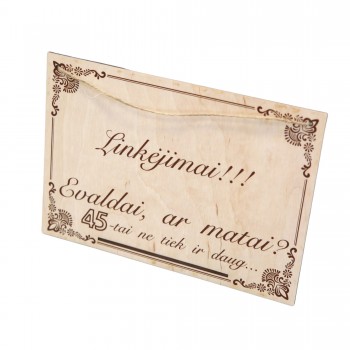 Linkėjimai!!!
Evaldai, ar matai?
45-tai ne tiek ir daug...